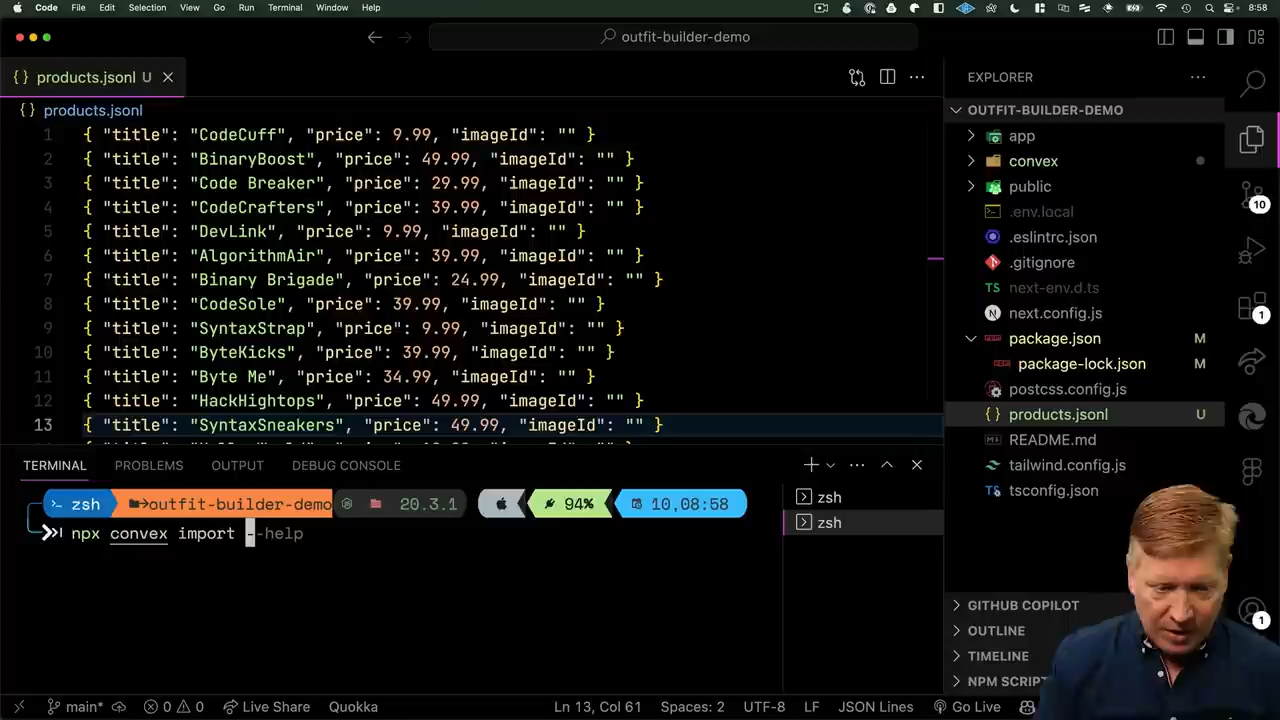 Code File Edit Selection View Go Run Terminal Window Help 8:58
outfit-builder-demo
products.jsonl U
products.jsonl
1 { "title": "CodeCuff", "price": 9.99, "imageId": "" }
2 { "title": "BinaryBoost", "price": 49.99, "imageId": "" }
3 { "title": "Code Breaker", "price": 29.99, "imageId": "" }
4 { "title": "CodeCrafters", "price": 39.99, "imageId": "" }
5 { "title": "DevLink", "price": 9.99, "imageId": "" }
6 { "title": "AlgorithmAir", "price": 39.99, "imageId": "" }
7 { "title": "Binary Brigade", "price": 24.99, "imageId": "" }
8 { "title": "CodeSole", "price": 39.99, "imageId": "" }
9 { "title": "SyntaxStrap", "price": 9.99, "imageId": "" }
10 { "title": "ByteKicks", "price": 39.99, "imageId": "" }
11 { "title": "Byte Me", "price": 34.99, "imageId": "" }
12 { "title": "HackHightops", "price": 49.99, "imageId": "" }
13 { "title": "SyntaxSneakers", "price": 49.99, "imageId": "" }
TERMINAL PROBLEMS OUTPUT DEBUG CONSOLE
zsh outfit-builder-demo 20.3.1 94% 10,08:58
npx convex import --help
zsh
zsh
EXPLORER
OUTFIT-BUILDER-DEMO
app
convex
public
.env.local
.eslintrc.json
.gitignore
next-env.d.ts
next.config.js
package.json M
package-lock.json M
postcss.config.js
products.jsonl U
README.md
tailwind.config.js
tsconfig.json
GITHUB COPILOT
OUTLINE
TIMELINE
NPM SCRIPT
10
1
1
main* 0 0 Live Share Quokka Ln 13, Col 61 Spaces: 2 UTF-8 LF JSON Lines Go Live